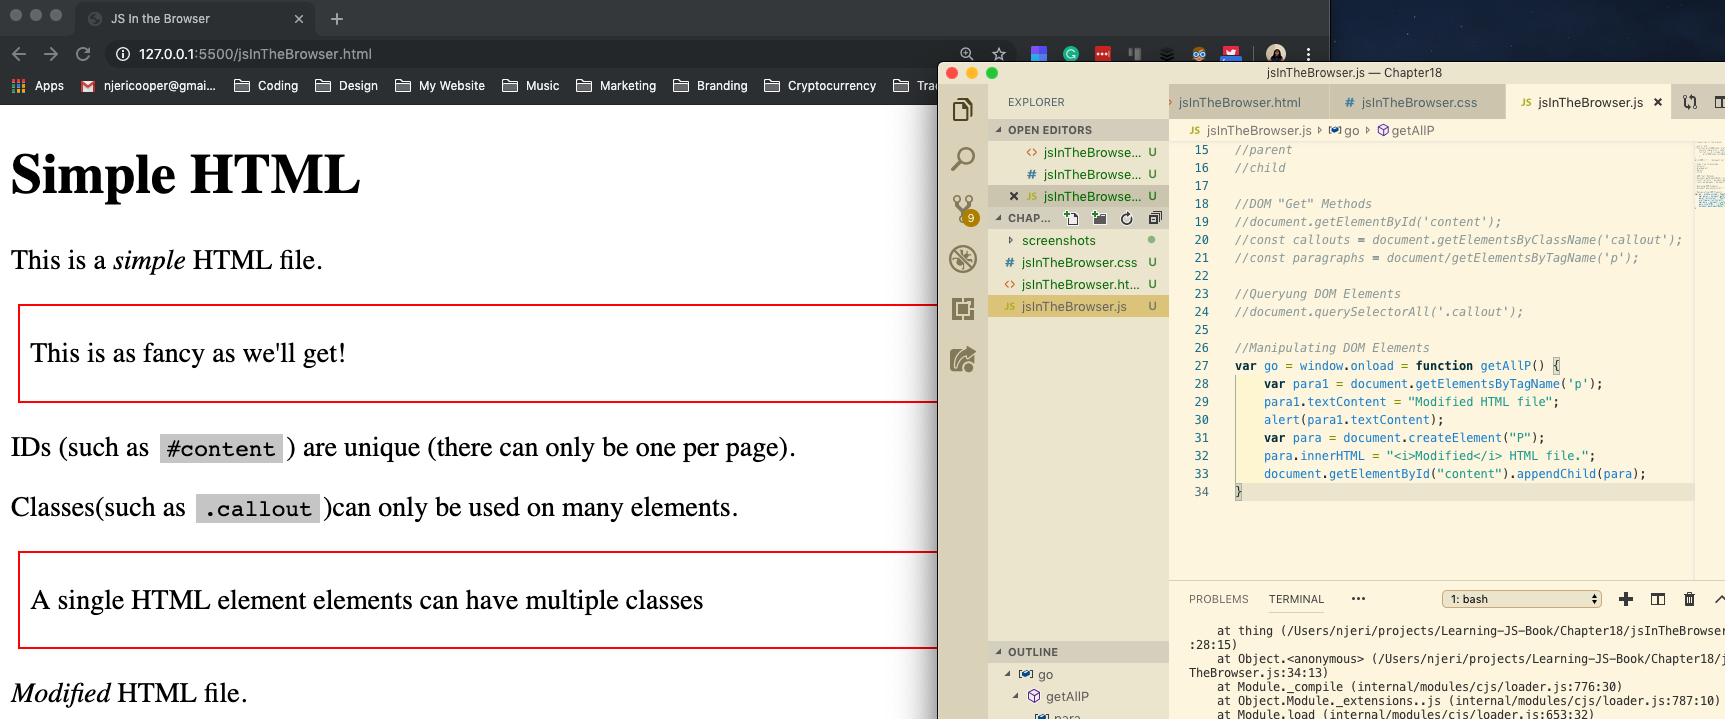 JS In the Browser
127.0.0.1:5500/jsInTheBrowser.html
Apps njericooper@gmai... Coding Design My Website Music Marketing Branding Cryptocurrency Tra
Simple HTML
This is a simple HTML file.
This is as fancy as we'll get!
IDs (such as #content) are unique (there can only be one per page).
Classes(such as .callout)can only be used on many elements.
A single HTML element elements can have multiple classes
Modified HTML file.
jsInTheBrowser.js — Chapter18
EXPLORER
OPEN EDITORS
jsInTheBrowse... U
# jsInTheBrowse... U
JS jsInTheBrowse... U
9
CHAP...
screenshots
# jsInTheBrowser.css U
<> jsInTheBrowser.ht... U
JS jsInTheBrowser.js U
OUTLINE
go
getAllP
para
jsInTheBrowser.html # jsInTheBrowser.css JS jsInTheBrowser.js
JS jsInTheBrowser.js go getAllP
15 //parent
16 //child
17
18 //DOM "Get" Methods
19 //document.getElementById('content');
20 //const callouts = document.getElementsByClassName('callout');
21 //const paragraphs = document/getElementsByTagName('p');
22
23 //Queryung DOM Elements
24 //document.querySelectorAll('.callout');
25
26 //Manipulating DOM Elements
27 var go = window.onload = function getAllP() {
28 var para1 = document.getElementsByTagName('p');
29 para1.textContent = "Modified HTML file";
30 alert(para1.textContent);
31 var para = document.createElement("P");
32 para.innerHTML = "<i>Modified</i> HTML file.";
33 document.getElementById("content").appendChild(para);
34 }
PROBLEMS TERMINAL ••• 1: bash
at thing (/Users/njeri/projects/Learning-JS-Book/Chapter18/jsInTheBrowser
:28:15)
at Object.<anonymous> (/Users/njeri/projects/Learning-JS-Book/Chapter18/j
TheBrowser.js:34:13)
at Module._compile (internal/modules/cjs/loader.js:776:30)
at Object.Module._extensions..js (internal/modules/cjs/loader.js:787:10)
at Module.load (internal/modules/cjs/loader.js:653:32)